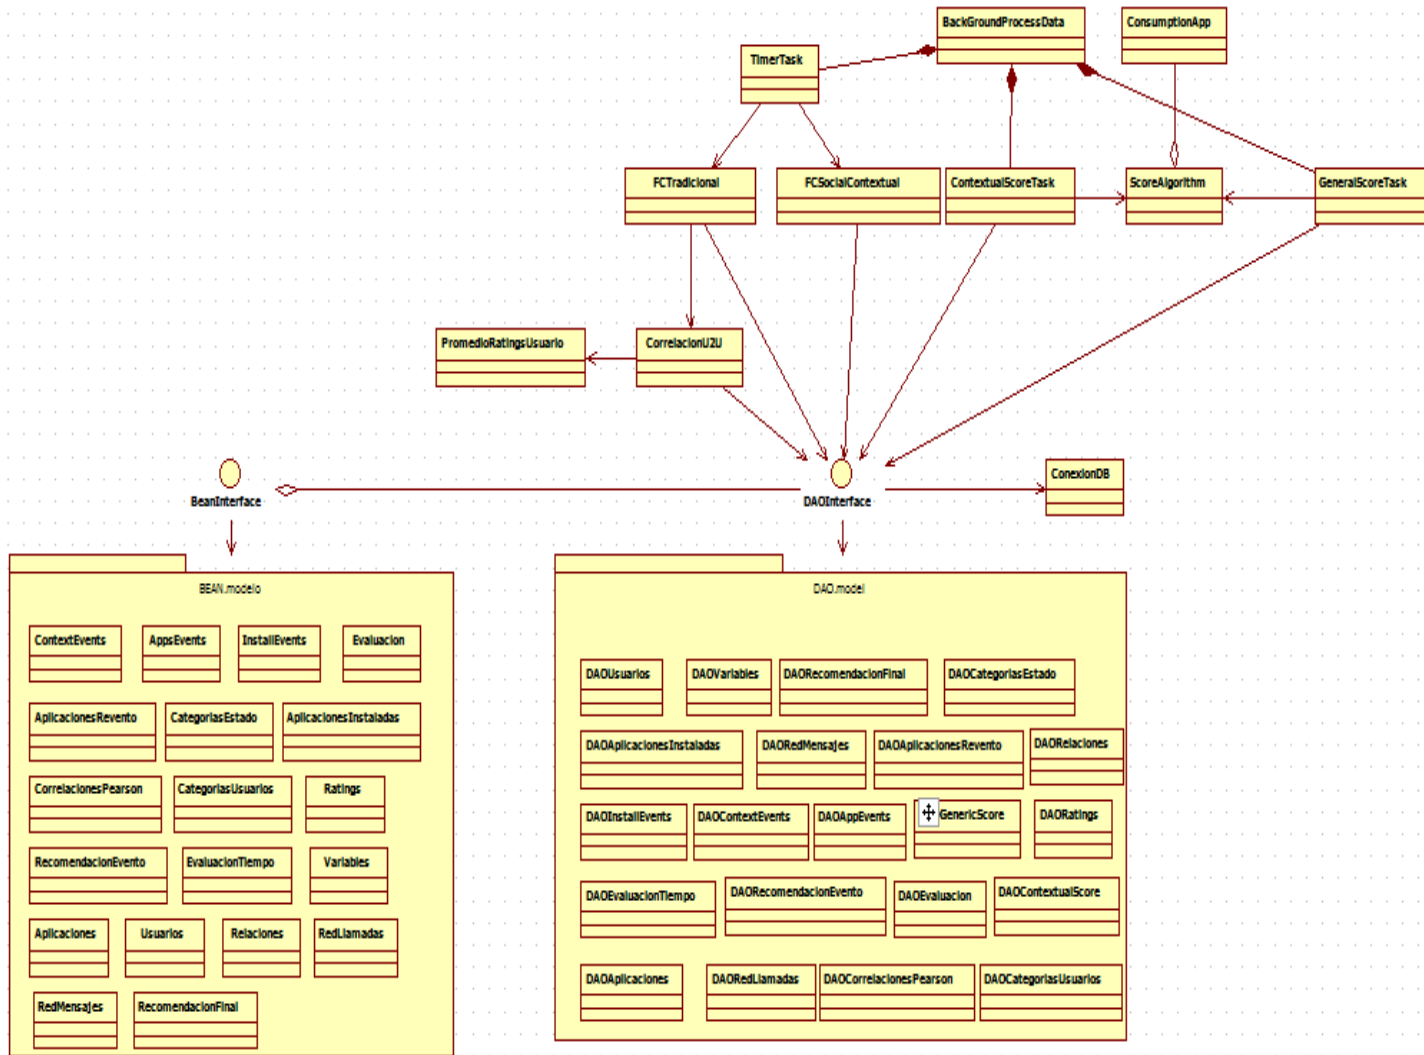 BackGroundProcessData
ConsumptionApp
TimerTask
FCTradicional
FCSocialContextual
ContextualScoreTask
ScoreAlgorithm
GeneralScoreTask
PromedioRatingsUsuario
CorrelacionU2U
BeanInterface
DAOInterface
ConexionDB
BEAN.modelo
ContextEvents
AppsEvents
InstallEvents
Evaluacion
AplicacionesRevento
CategoriasEstado
AplicacionesInstaladas
CorrelacionesPearson
CategoriasUsuarios
Ratings
RecomendacionEvento
EvaluacionTiempo
Variables
Aplicaciones
Usuarios
Relaciones
RedLlamadas
RedMensajes
RecomendacionFinal
DAO.model
DAOUsuarios
DAOVariables
DAORecomendacionFinal
DAOCategoriasEstado
DAOAplicacionesInstaladas
DAORedMensajes
DAOAplicacionesRevento
DAORelaciones
DAOInstallEvents
DAOContextEvents
DAOAppEvents
GenericScore
DAORatings
DAOEvaluacionTiempo
DAORecomendacionEvento
DAOEvaluacion
DAOContextualScore
DAOAplicaciones
DAORedLlamadas
DAOCorrelacionesPearson
DAOCategoriasUsuarios